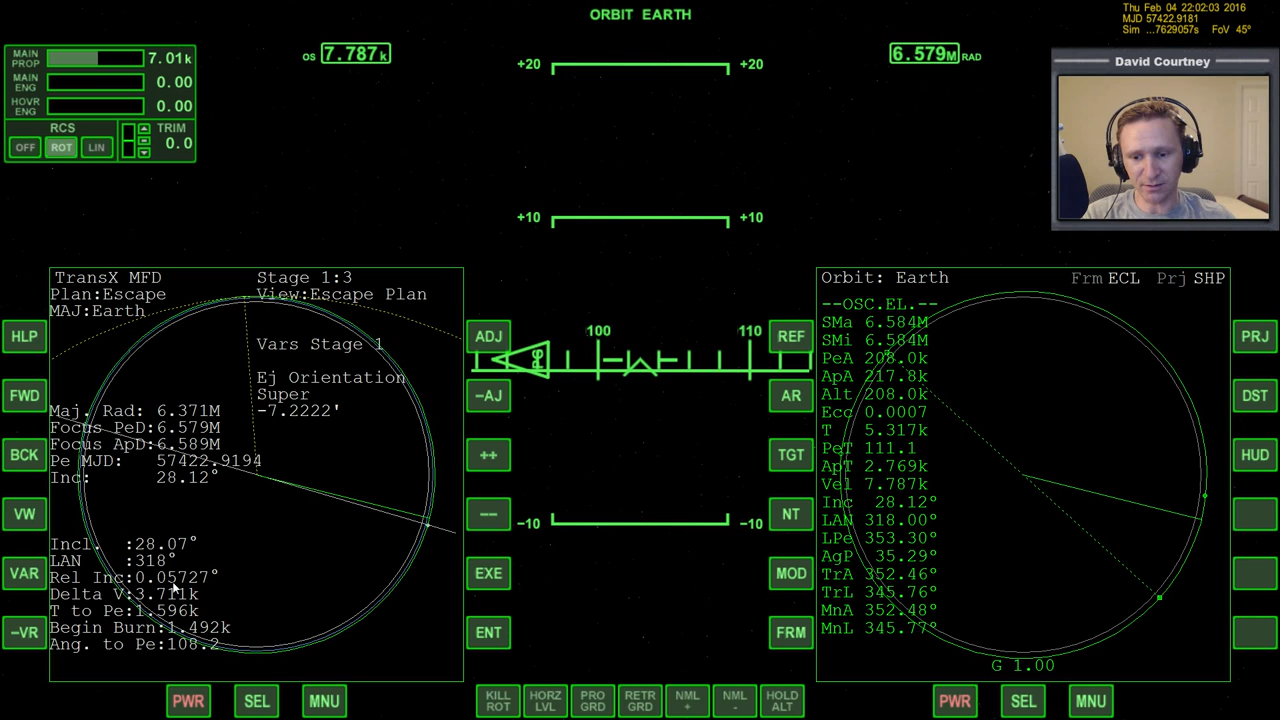 ORBIT EARTH
Thu Feb 04 22:02:03 2016
MJD 57422.9181
Sim ...7629057s FoV 45°
MAIN PROP 7.01k
MAIN ENG 0.00
HOVR ENG 0.00
RCS TRIM
OFF ROT LIN 0.0
OS 7.787k
6.579M RAD
David Courtney
+20 +20
+10 +10
-10 -10
100 110
TransX MFD Stage 1:3
Plan:Escape View:Escape Plan
MAJ:Earth
Vars Stage 1
Ej Orientation
Super
-7.2222'
Maj. Rad: 6.371M
Focus PeD:6.579M
Focus ApD:6.589M
Pe MJD: 57422.9194
Inc: 28.12°
Incl. :28.07°
LAN :318°
Rel Inc:0.05727°
Delta V:3.711k
T to Pe:1.596k
Begin Burn:1.492k
Ang. to Pe:108.2
HLP
FWD
BCK
VW
VAR
-VR
ADJ
-AJ
++
--
EXE
ENT
PWR SEL MNU
KILL ROT
HORZ LVL
PRO GRD
RETR GRD
NML +
NML -
HOLD ALT
REF
AR
TGT
NT
MOD
FRM
Orbit: Earth Frm ECL Prj SHP
--OSC.EL.--
SMa 6.584M
SMi 6.584M
PeA 208.0k
ApA 217.8k
Alt 208.0k
Ecc 0.0007
T 5.317k
PeT 111.1
ApT 2.769k
Vel 7.787k
Inc 28.12°
LAN 318.00°
LPe 353.30°
AgP 35.29°
TrA 352.46°
TrL 345.76°
MnA 352.48°
MnL 345.77°
G 1.00
PRJ
DST
HUD
PWR SEL MNU